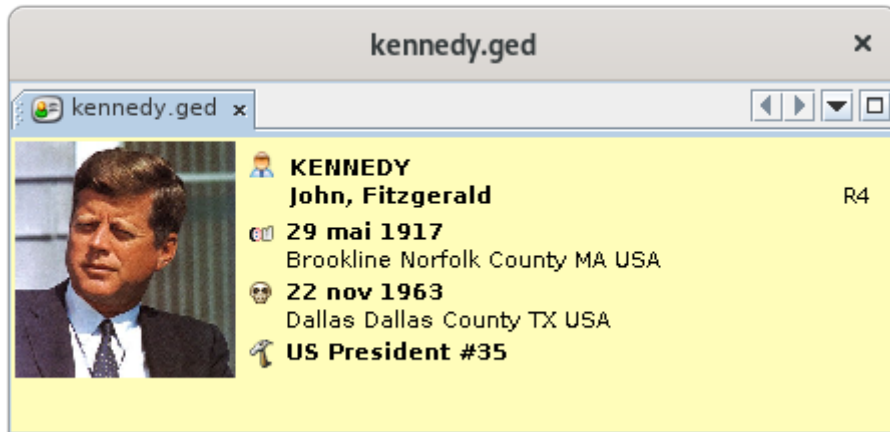 kennedy.ged
kennedy.ged
KENNEDY
John, Fitzgerald R4
29 mai 1917
Brookline Norfolk County MA USA
22 nov 1963
Dallas Dallas County TX USA
US President #35